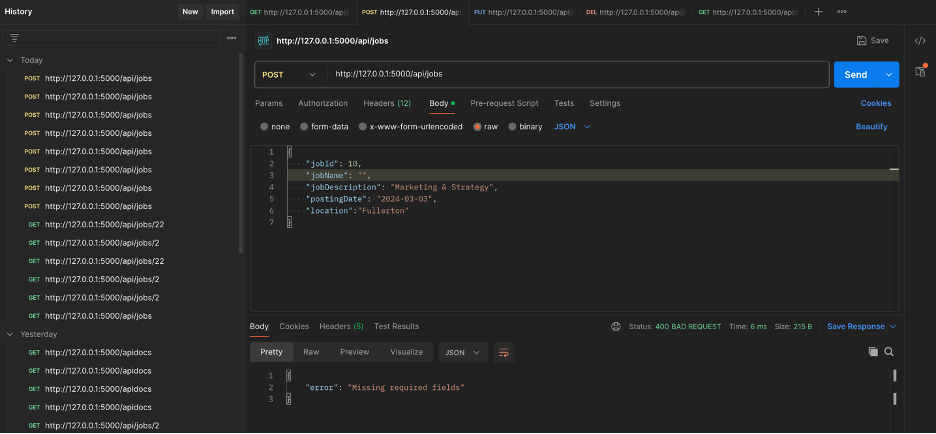 History
New
Import
GET http://127.0.0.1:5000/api/
POST http://127.0.0.1:5000/api
PUT http://127.0.0.1:5000/api/
DEL http://127.0.0.1:5000/api/
GET http://127.0.0.1:5000/api
Today
POST http://127.0.0.1:5000/api/jobs
POST http://127.0.0.1:5000/api/jobs
POST http://127.0.0.1:5000/api/jobs
POST http://127.0.0.1:5000/api/jobs
POST http://127.0.0.1:5000/api/jobs
POST http://127.0.0.1:5000/api/jobs
POST http://127.0.0.1:5000/api/jobs
POST http://127.0.0.1:5000/api/jobs
GET http://127.0.0.1:5000/api/jobs/22
GET http://127.0.0.1:5000/api/jobs/2
GET http://127.0.0.1:5000/api/jobs/22
GET http://127.0.0.1:5000/api/jobs/2
GET http://127.0.0.1:5000/api/jobs/2
GET http://127.0.0.1:5000/api/jobs
Yesterday
GET http://127.0.0.1:5000/apidocs
GET http://127.0.0.1:5000/apidocs
GET http://127.0.0.1:5000/apidocs
GET http://127.0.0.1:5000/apidocs
GET http://127.0.0.1:5000/api/jobs/2
HTTP http://127.0.0.1:5000/api/jobs
Save
POST http://127.0.0.1:5000/api/jobs
Send
Params Authorization Headers (12) Body Pre-request Script Tests Settings Cookies
none form-data x-www-form-urlencoded raw binary JSON Beautify
1 {
2 "jobId": 10,
3 "jobName": "",
4 "jobDescription": "Marketing & Strategy",
5 "postingDate": "2024-03-03",
6 "location":"Fullerton"
7 }
Body Cookies Headers (5) Test Results Status: 400 BAD REQUEST Time: 6 ms Size: 215 B Save Response
Pretty Raw Preview Visualize JSON
1 {
2 "error": "Missing required fields"
3 }